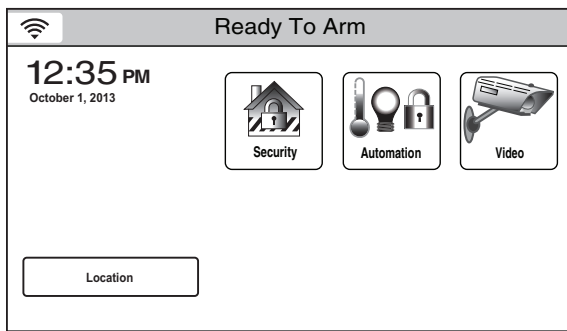 Ready To Arm
12:35 PM
October 1, 2013
Security
Automation
Video
Location